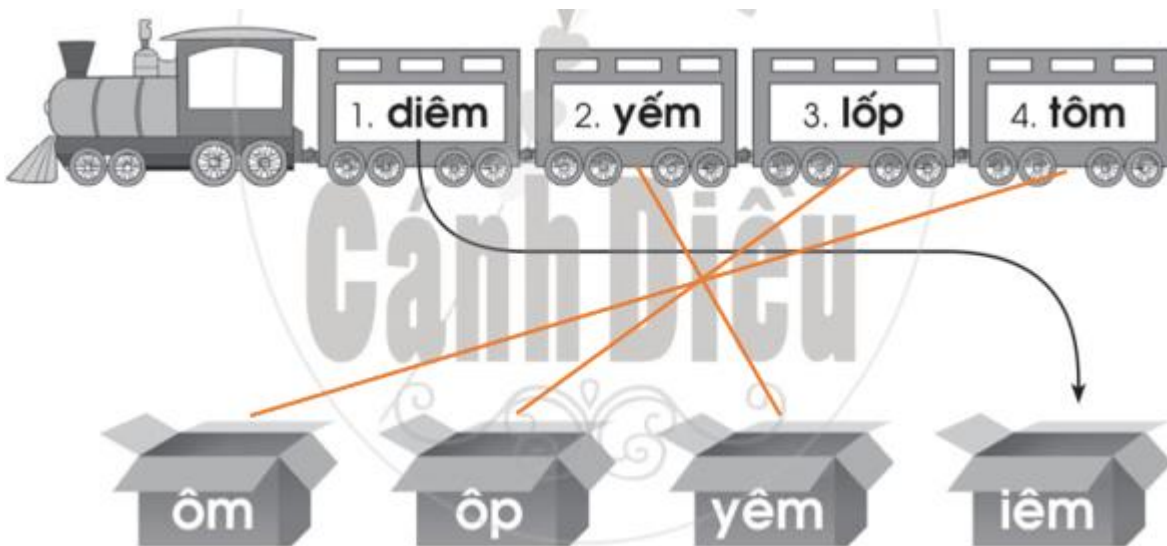 1. diêm 2. yếm 3. lốp 4. tôm
Cánh Diều
ôm ôp yêm iêm